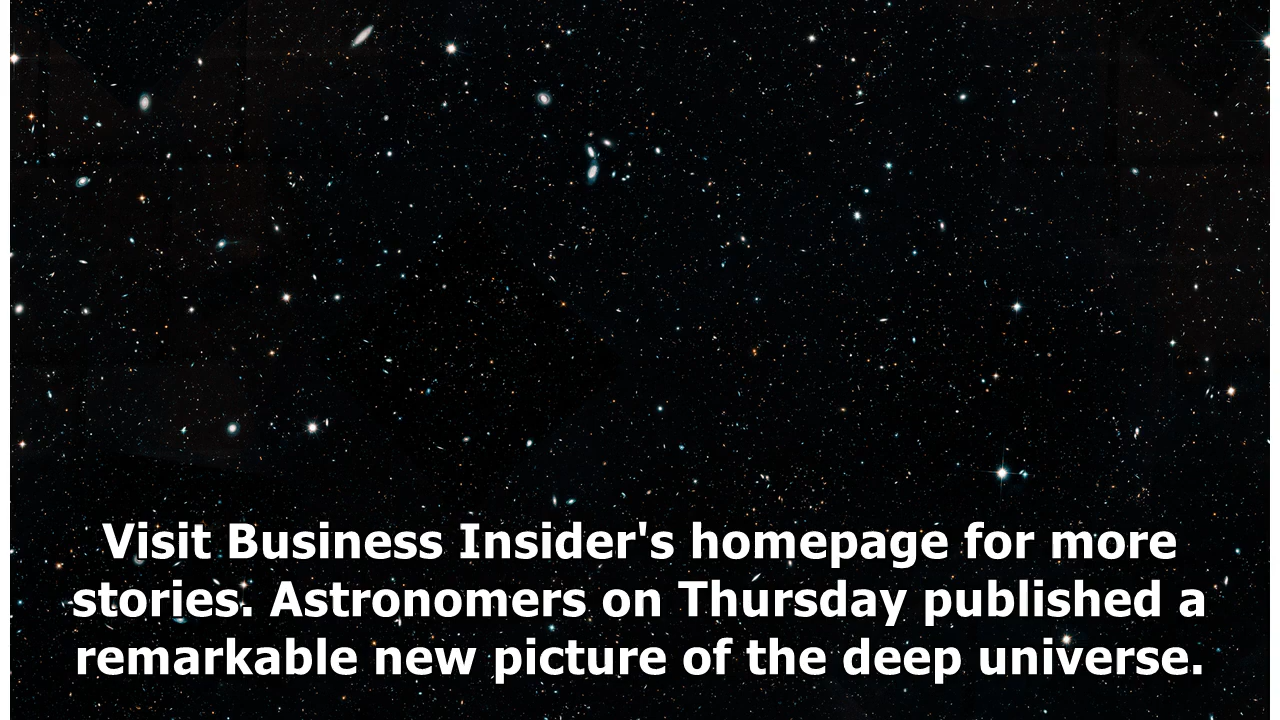 Visit Business Insider's homepage for more
stories. Astronomers on Thursday published a
remarkable new picture of the deep universe.